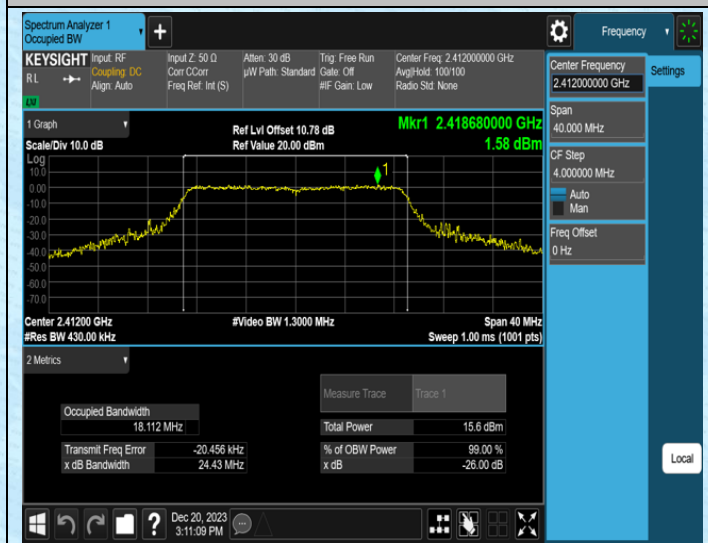 Spectrum Analyzer 1
Occupied BW
+
Frequency
KEYSIGHT
R L
LXI
Input: RF
Coupling: DC
Align: Auto
Input Z: 50 Ω
Corr CCorr
Freq Ref: Int (S)
Atten: 30 dB
µW Path: Standard
Trig: Free Run
Gate: Off
#IF Gain: Low
Center Freq: 2.412000000 GHz
Avg|Hold: 100/100
Radio Std: None
Center Frequency
2.412000000 GHz
Settings
Span
40.000 MHz
CF Step
4.000000 MHz
Auto
Man
Freq Offset
0 Hz
1 Graph
Scale/Div 10.0 dB
Ref Lvl Offset 10.78 dB
Ref Value 20.00 dBm
Mkr1 2.418680000 GHz
1.58 dBm
Log
10.0
0.00
-10.0
-20.0
-30.0
-40.0
-50.0
-60.0
-70.0
1
Center 2.41200 GHz
#Res BW 430.00 kHz
#Video BW 1.3000 MHz
Span 40 MHz
Sweep 1.00 ms (1001 pts)
2 Metrics
Measure Trace Trace 1
Occupied Bandwidth
18.112 MHz
Total Power 15.6 dBm
Transmit Freq Error -20.456 kHz
% of OBW Power 99.00 %
x dB Bandwidth 24.43 MHz
x dB -26.00 dB
Local
?
Dec 20, 2023
3:11:09 PM